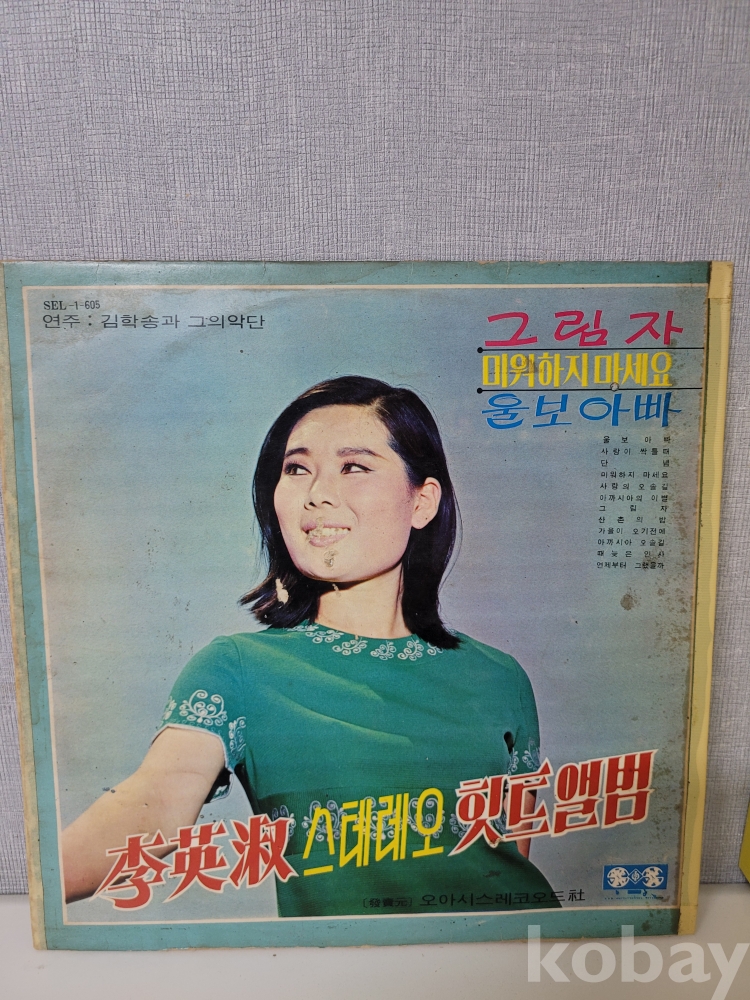 SEL-1-605
연주 : 김학송과 그의악단
그림자
미워하지 마세요
울보아빠
울보아빠
사랑이 싹틀때
단념
미워하지 마세요
사랑의 오솔길
아까시아의 이별
그림자
산촌의 밤
가을이 오기전에
아까시아 오솔길
때늦은 인사
언제부터 그랬을까
李英淑 스테레오 힛트앨범
(發賣元) 오아시스레코오드社
kobay